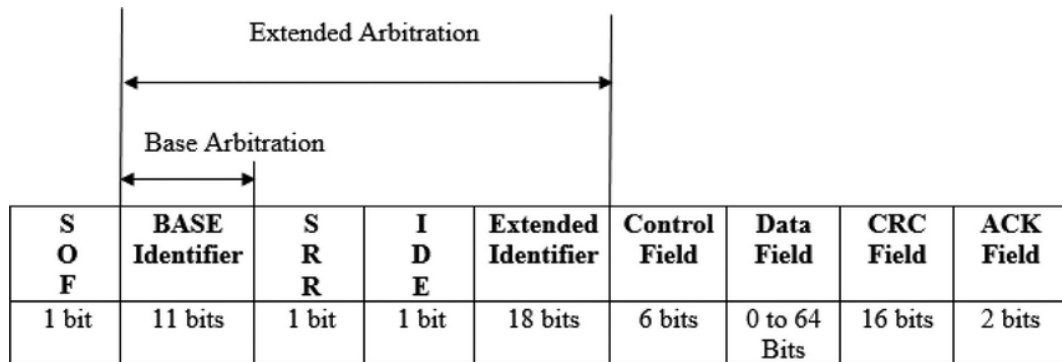 Extended Arbitration
Base Arbitration
S O F
BASE Identifier
S R R
I D E
Extended Identifier
Control Field
Data Field
CRC Field
ACK Field
1 bit
11 bits
1 bit
1 bit
18 bits
6 bits
0 to 64 Bits
16 bits
2 bits